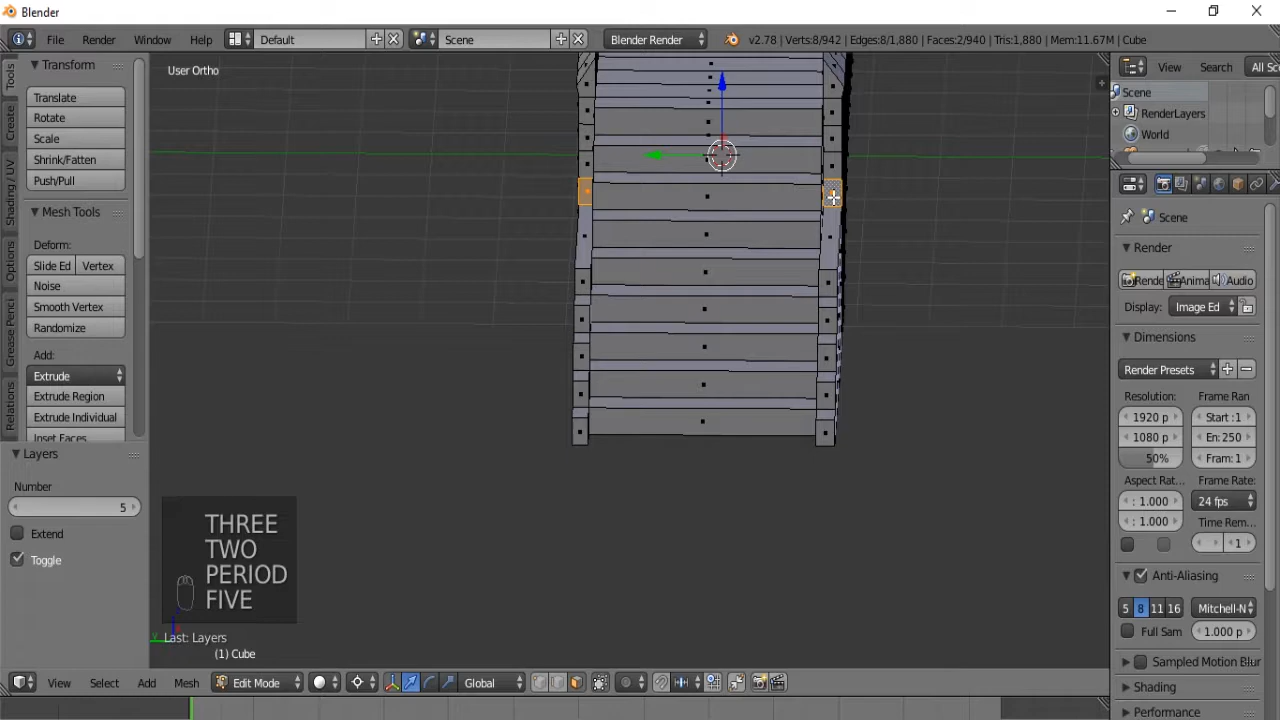 Blender
File Render Window Help Default Scene Blender Render v2.78 | Verts:8/942 | Edges:8/1,880 | Faces:2/940 | Tris:1,880 | Mem:11.67M | Cube
User Ortho
View Search All Sc
Scene
RenderLayers
World
Tools
Create
Shading / UV
Options
Grease Pencil
Relations
Transform
Translate
Rotate
Scale
Shrink/Fatten
Push/Pull
Mesh Tools
Deform:
Slide Ed Vertex
Noise
Smooth Vertex
Randomize
Add:
Extrude
Extrude Region
Extrude Individual
Inset Faces
Layers
Number
5
Extend
Toggle
THREE
TWO
PERIOD
FIVE
Last: Layers
(1) Cube
Scene
Render
Rende Anima Audio
Display: Image Ed
Dimensions
Render Presets
Resolution: Frame Ran
1920 p Start :1
1080 p En: 250
50% Fram: 1
Aspect Rat... Frame Rate:
: 1.000 24 fps
: 1.000 Time Rem...
1
Anti-Aliasing
5 8 11 16 Mitchell-N
Full Sam 1.000 p
Sampled Motion Blur
Shading
Performance
View Select Add Mesh Edit Mode Global